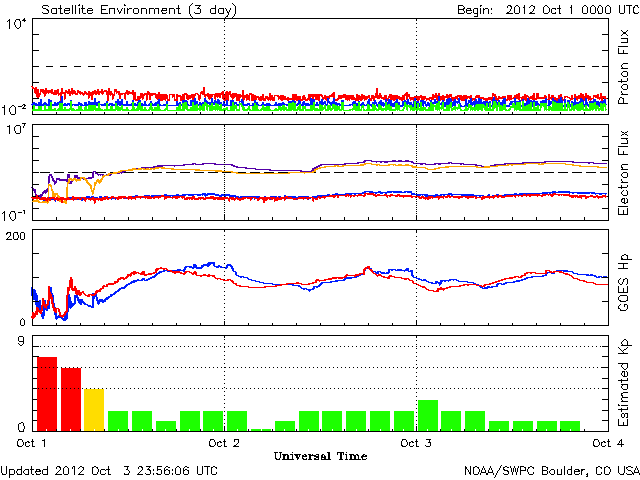 Satellite Environment (3 day) Begin: 2012 Oct 1 0000 UTC
10^4
10^-2
Proton Flux
10^7
10^-1
Electron Flux
200
0
GOES Hp
9
0
Estimated Kp
Oct 1 Oct 2 Oct 3 Oct 4
Universal Time
Updated 2012 Oct 3 23:56:06 UTC NOAA/SWPC Boulder, CO USA